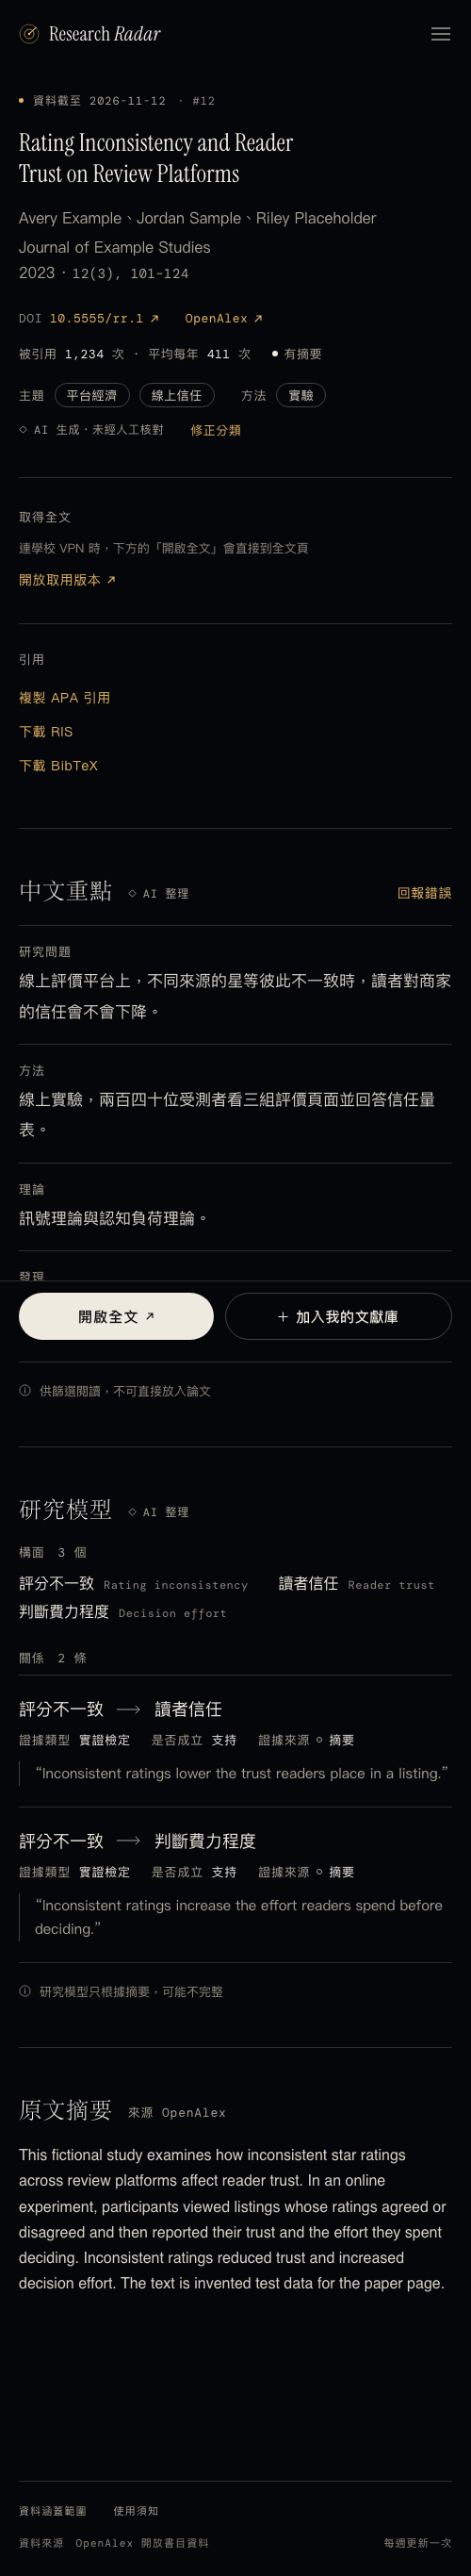 Research Radar
資料截至 2026-11-12 · #12
Rating Inconsistency and Reader
Trust on Review Platforms
Avery Example、Jordan Sample、Riley Placeholder
Journal of Example Studies
2023 · 12(3), 101–124
DOI 10.5555/rr.1 ↗ OpenAlex ↗
被引用 1,234 次 · 平均每年 411 次 有摘要
主題 平台經濟 線上信任 方法 實驗
◇ AI 生成・未經人工核對 修正分類
取得全文
連學校 VPN 時，下方的「開啟全文」會直接到全文頁
開放取用版本 ↗
引用
複製 APA 引用
下載 RIS
下載 BibTeX
中文重點 ◇ AI 整理 回報錯誤
研究問題
線上評價平台上，不同來源的星等彼此不一致時，讀者對商家
的信任會不會下降。
方法
線上實驗，兩百四十位受測者看三組評價頁面並回答信任量
表。
理論
訊號理論與認知負荷理論。
發現
開啟全文 ↗ ＋ 加入我的文獻庫
供篩選閱讀，不可直接放入論文
研究模型 ◇ AI 整理
構面 3 個
評分不一致 Rating inconsistency 讀者信任 Reader trust
判斷費力程度 Decision effort
關係 2 條
評分不一致 ⟶ 讀者信任
證據類型 實證檢定 是否成立 支持 證據來源 ○ 摘要
“Inconsistent ratings lower the trust readers place in a listing.”
評分不一致 ⟶ 判斷費力程度
證據類型 實證檢定 是否成立 支持 證據來源 ○ 摘要
“Inconsistent ratings increase the effort readers spend before
deciding.”
研究模型只根據摘要，可能不完整
原文摘要 來源 OpenAlex
This fictional study examines how inconsistent star ratings
across review platforms affect reader trust. In an online
experiment, participants viewed listings whose ratings agreed or
disagreed and then reported their trust and the effort they spent
deciding. Inconsistent ratings reduced trust and increased
decision effort. The text is invented test data for the paper page.
資料涵蓋範圍 使用須知
資料來源 OpenAlex 開放書目資料 每週更新一次